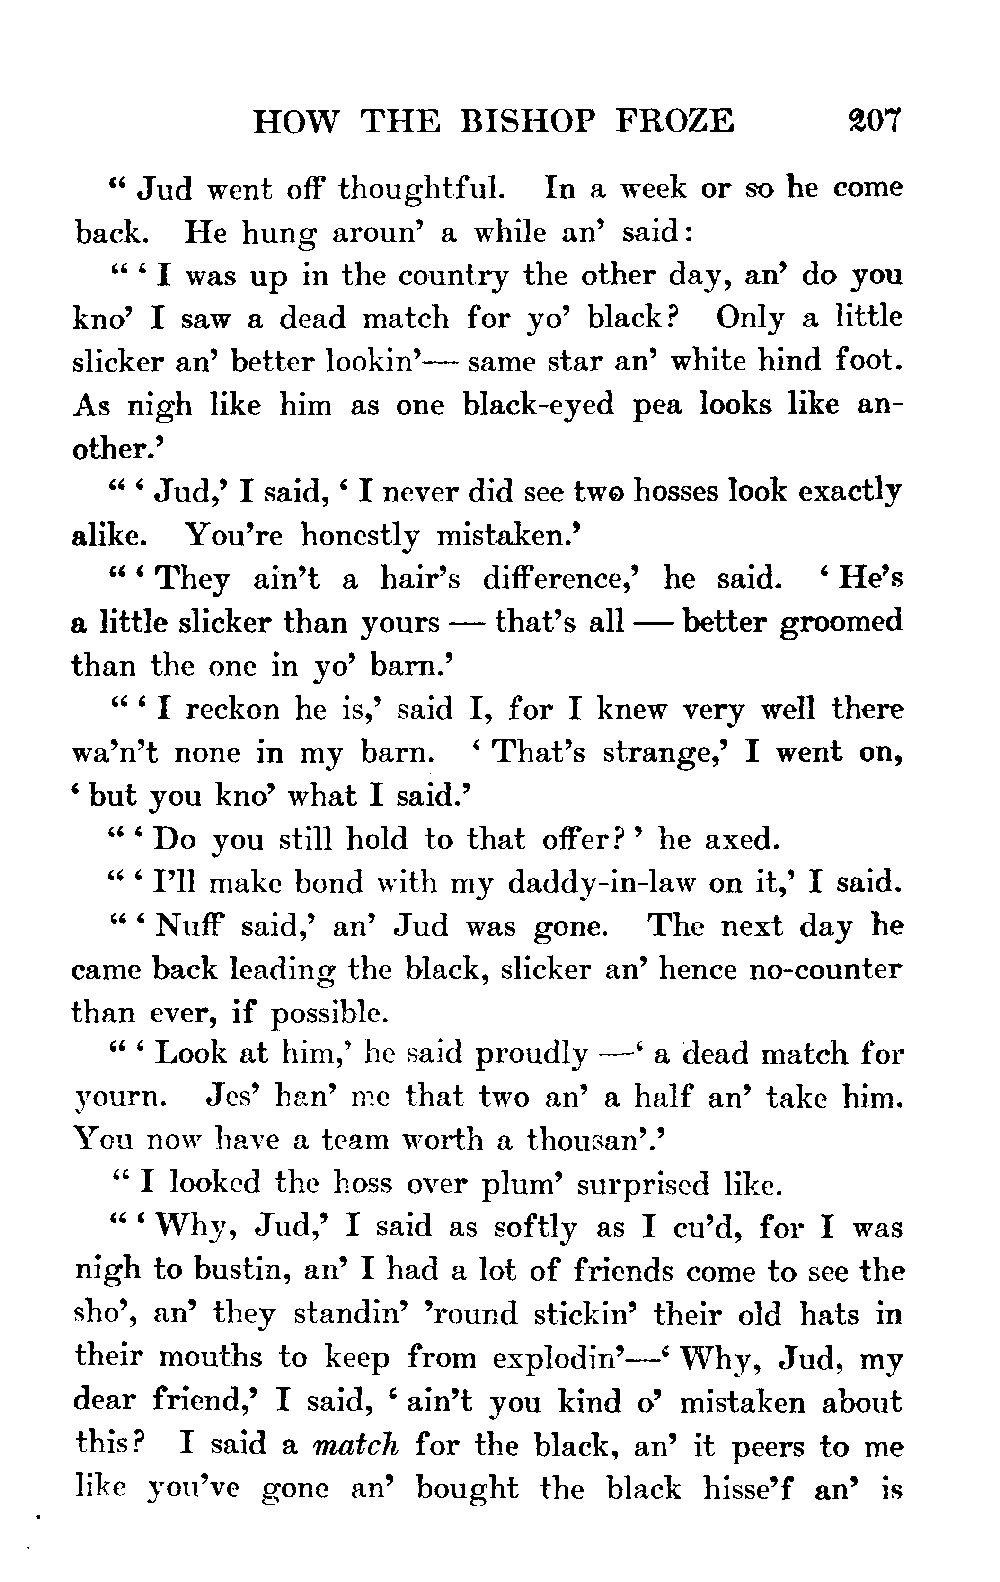 HOW THE BISHOP FROZE 207
“ Jud went off thoughtful. In a week or so he come
back. He hung aroun’ a while an’ said:
“ ‘ I was up in the country the other day, an’ do you
kno’ I saw a dead match for yo’ black? Only a little
slicker an’ better lookin’— same star an’ white hind foot.
As nigh like him as one black-eyed pea looks like an-
other.’
“ ‘ Jud,’ I said, ‘ I never did see two hosses look exactly
alike. You’re honestly mistaken.’
“ ‘ They ain’t a hair’s difference,’ he said. ‘ He’s
a little slicker than yours — that’s all — better groomed
than the one in yo’ barn.’
“ ‘ I reckon he is,’ said I, for I knew very well there
wa’n’t none in my barn. ‘ That’s strange,’ I went on,
‘ but you kno’ what I said.’
“ ‘ Do you still hold to that offer? ’ he axed.
“ ‘ I’ll make bond with my daddy-in-law on it,’ I said.
“ ‘ Nuff said,’ an’ Jud was gone. The next day he
came back leading the black, slicker an’ hence no-counter
than ever, if possible.
“ ‘ Look at him,’ he said proudly —‘ a dead match for
yourn. Jes’ han’ me that two an’ a half an’ take him.
You now have a team worth a thousan’.’
“ I looked the hoss over plum’ surprised like.
“ ‘ Why, Jud,’ I said as softly as I cu’d, for I was
nigh to bustin, an’ I had a lot of friends come to see the
sho’, an’ they standin’ ’round stickin’ their old hats in
their mouths to keep from explodin’—‘ Why, Jud, my
dear friend,’ I said, ‘ ain’t you kind o’ mistaken about
this? I said a match for the black, an’ it peers to me
like you’ve gone an’ bought the black hisse’f an’ is